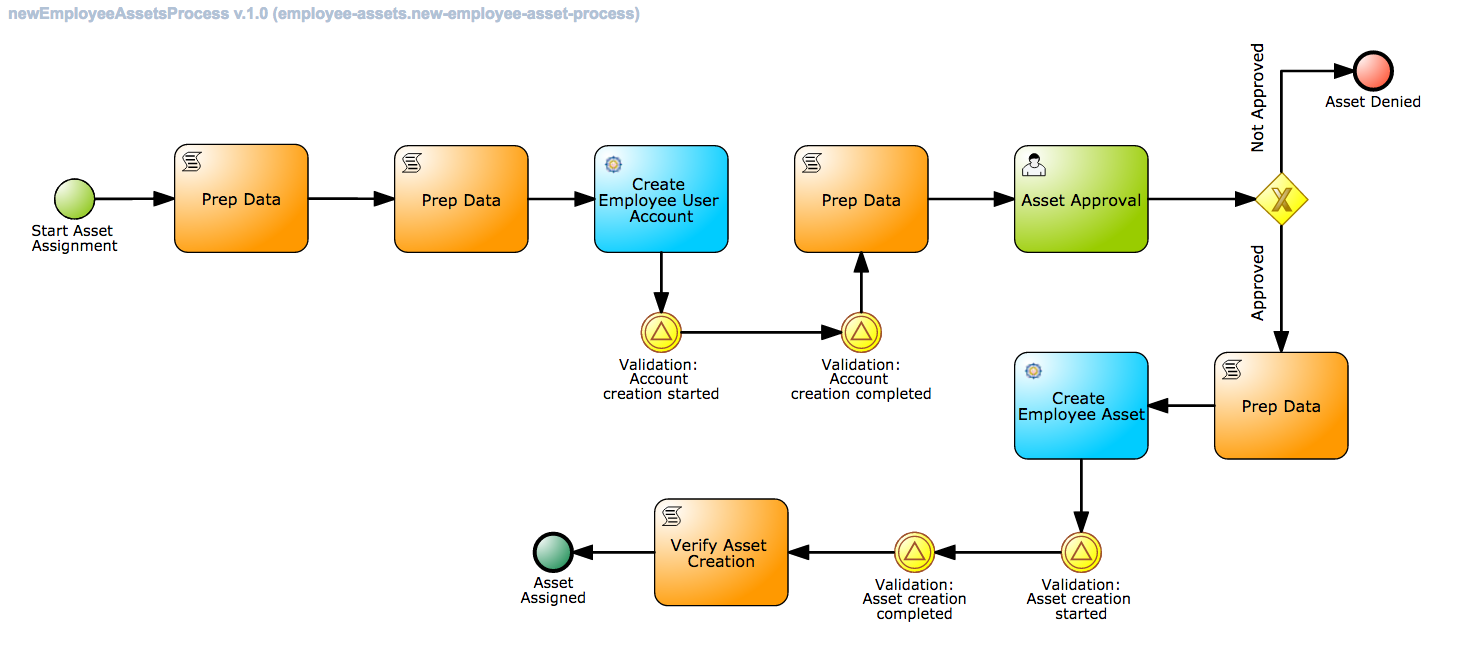 newEmployeeAssetsProcess v.1.0 (employee-assets.new-employee-asset-process)
Start Asset
Assignment
Prep Data
Prep Data
Create
Employee User
Account
Validation:
Account
creation started
Validation:
Account
creation completed
Prep Data
Asset Approval
Not Approved
Asset Denied
Approved
Prep Data
Create
Employee Asset
Validation:
Asset creation
started
Validation:
Asset creation
completed
Verify Asset
Creation
Asset
Assigned